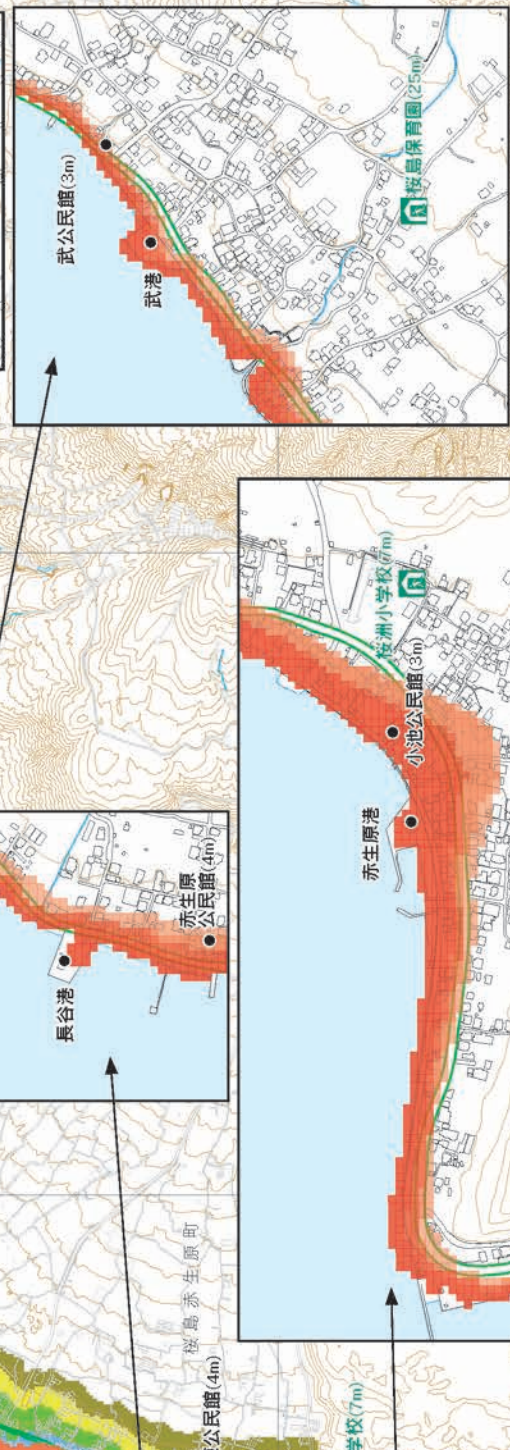 武公民館(3m)
武港
桜島保育園(25m)
長谷港
赤生原
公民館(4m)
桜洲小学校(7m)
小池公民館(3m)
赤生原港
桜島赤生原町
公民館(4m)
学校(7m)